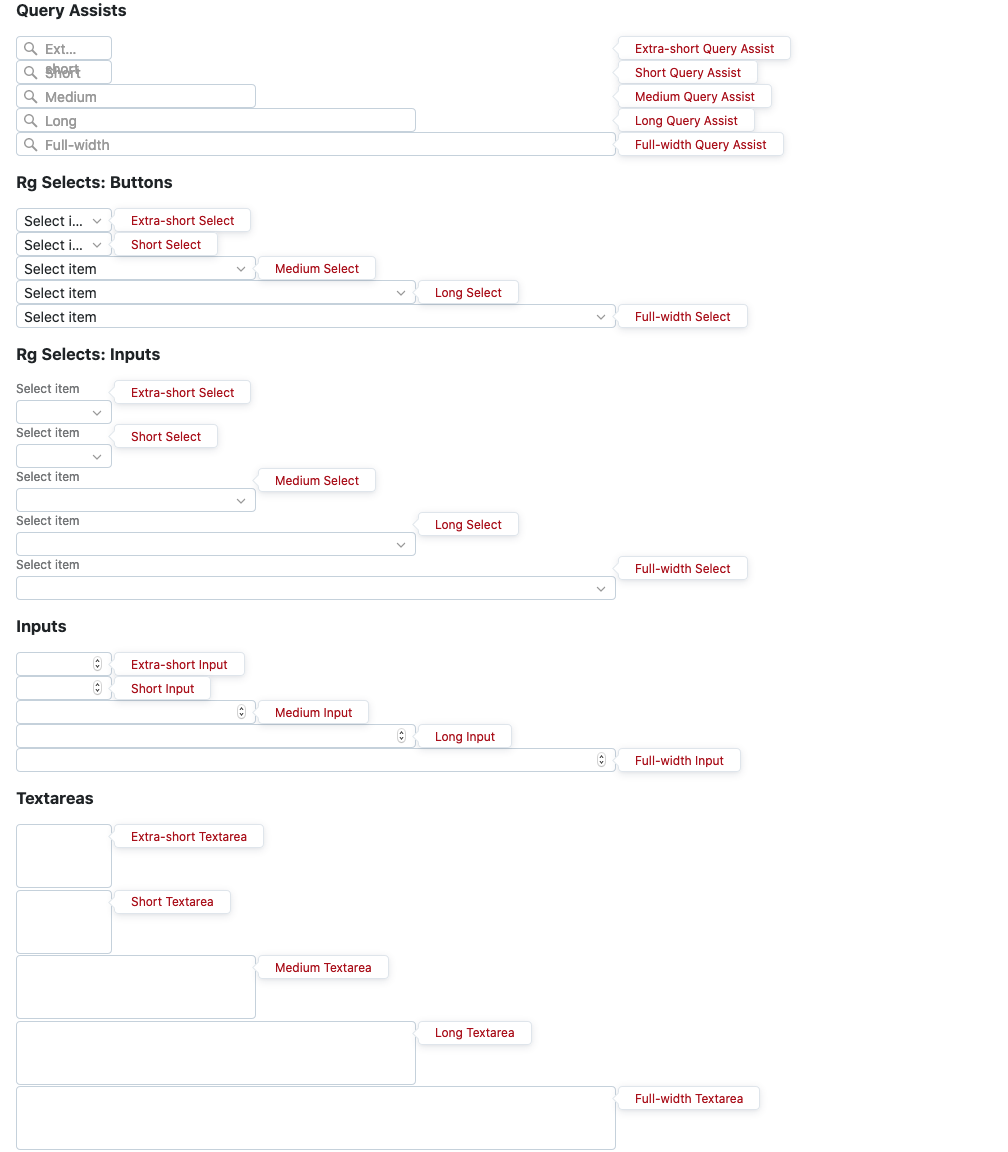 Query Assists
Ext... Extra-short Query Assist
short
Short Short Query Assist
Medium Medium Query Assist
Long Long Query Assist
Full-width Full-width Query Assist
Rg Selects: Buttons
Select i... Extra-short Select
Select i... Short Select
Select item Medium Select
Select item Long Select
Select item Full-width Select
Rg Selects: Inputs
Select item Extra-short Select
Select item Short Select
Select item Medium Select
Select item Long Select
Select item Full-width Select
Inputs
Extra-short Input
Short Input
Medium Input
Long Input
Full-width Input
Textareas
Extra-short Textarea
Short Textarea
Medium Textarea
Long Textarea
Full-width Textarea